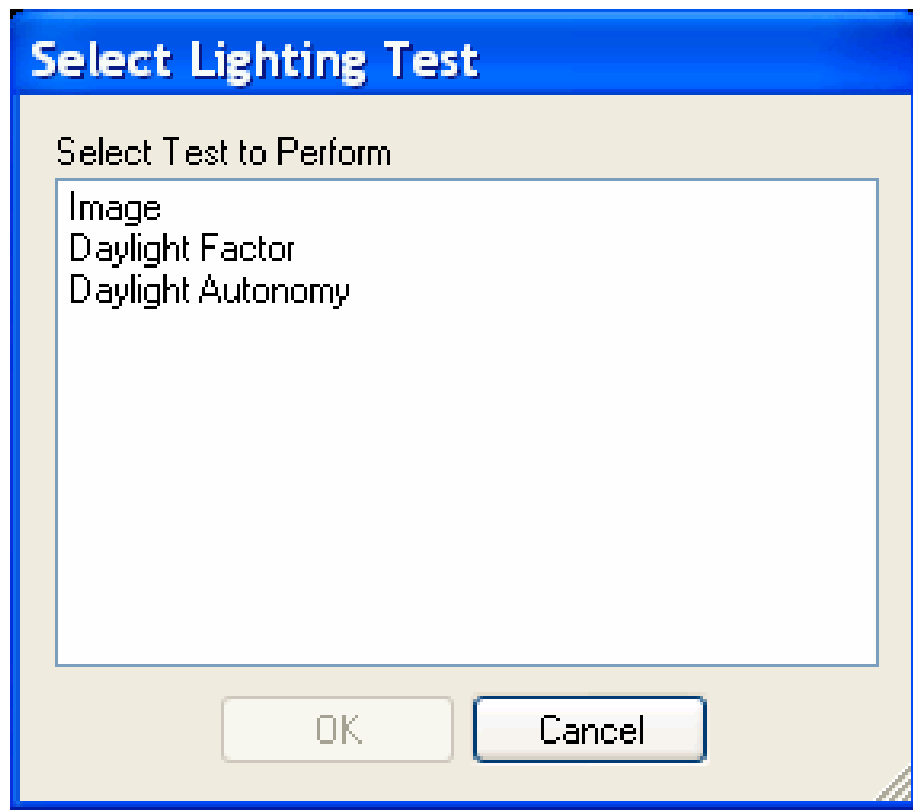 Select Lighting Test
Select Test to Perform
Image
Daylight Factor
Daylight Autonomy
OK Cancel